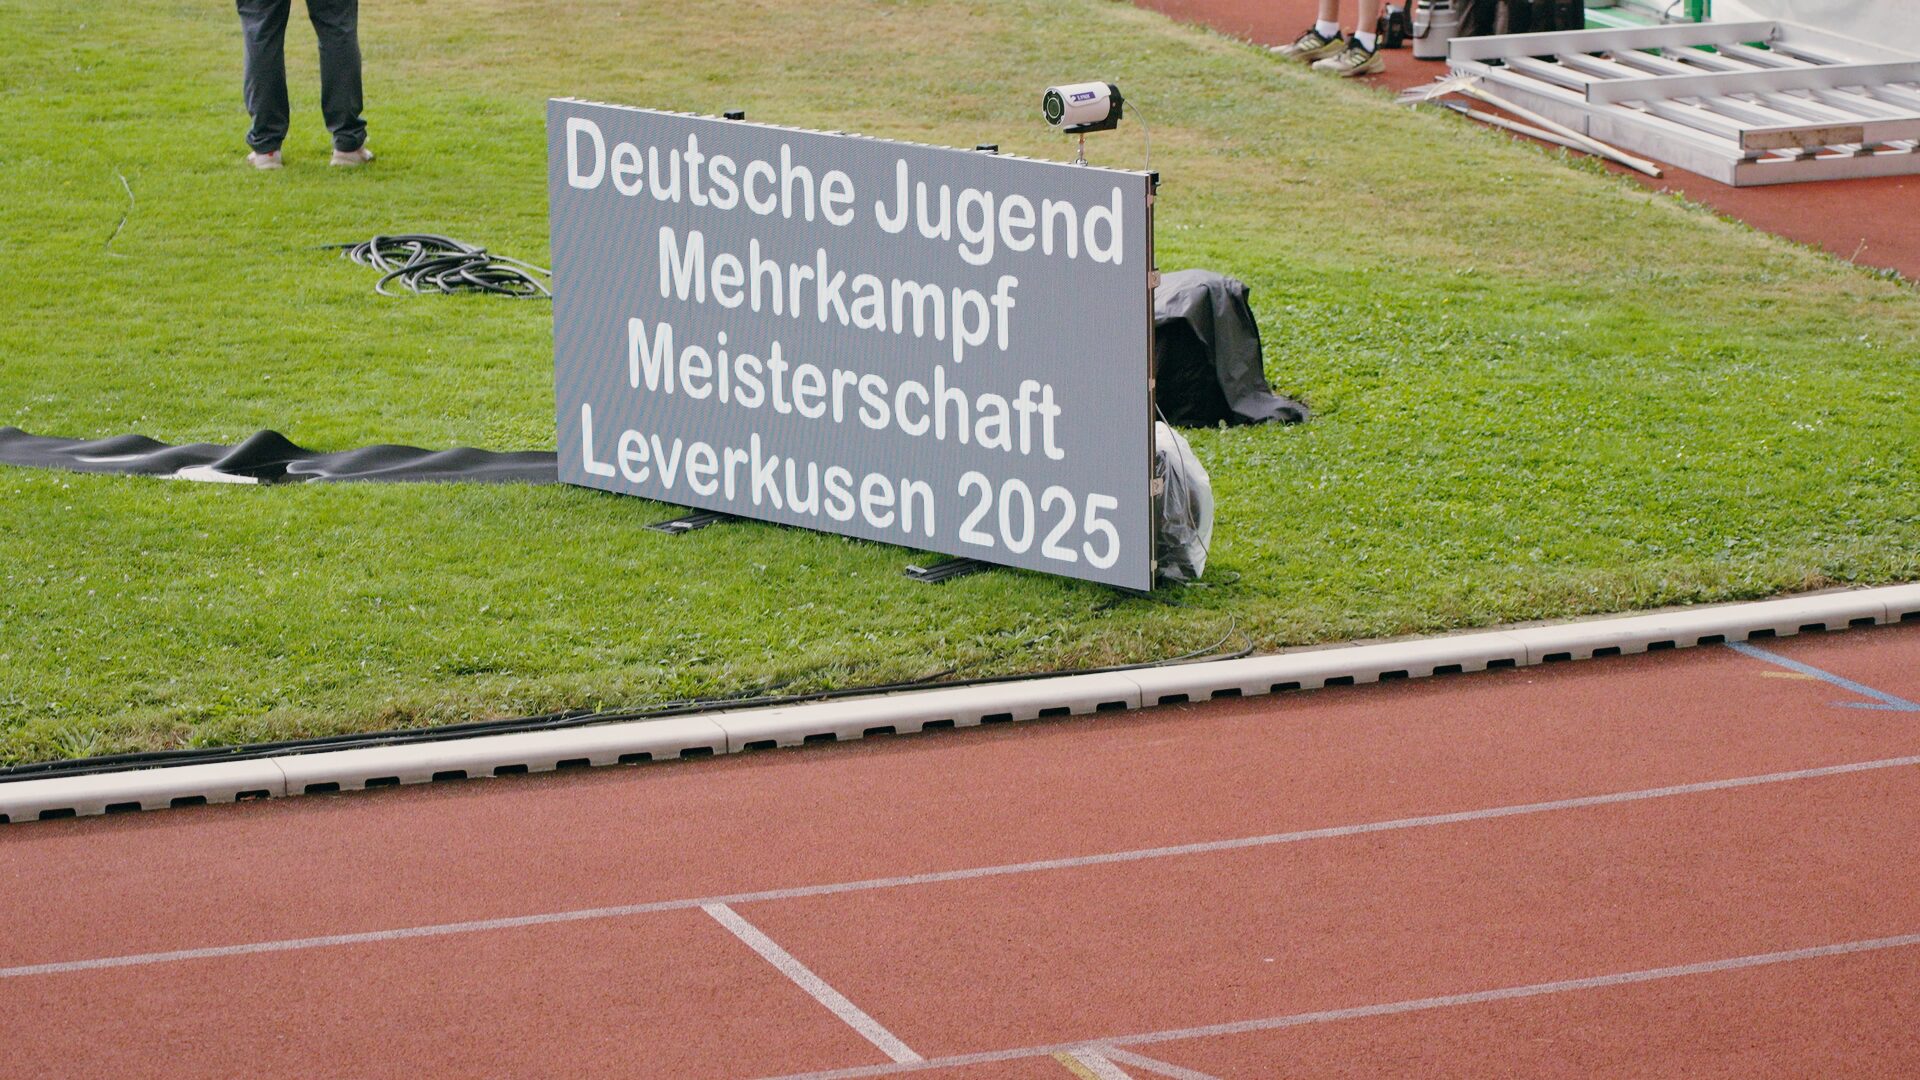 Deutsche Jugend
Mehrkampf
Meisterschaft
Leverkusen 2025